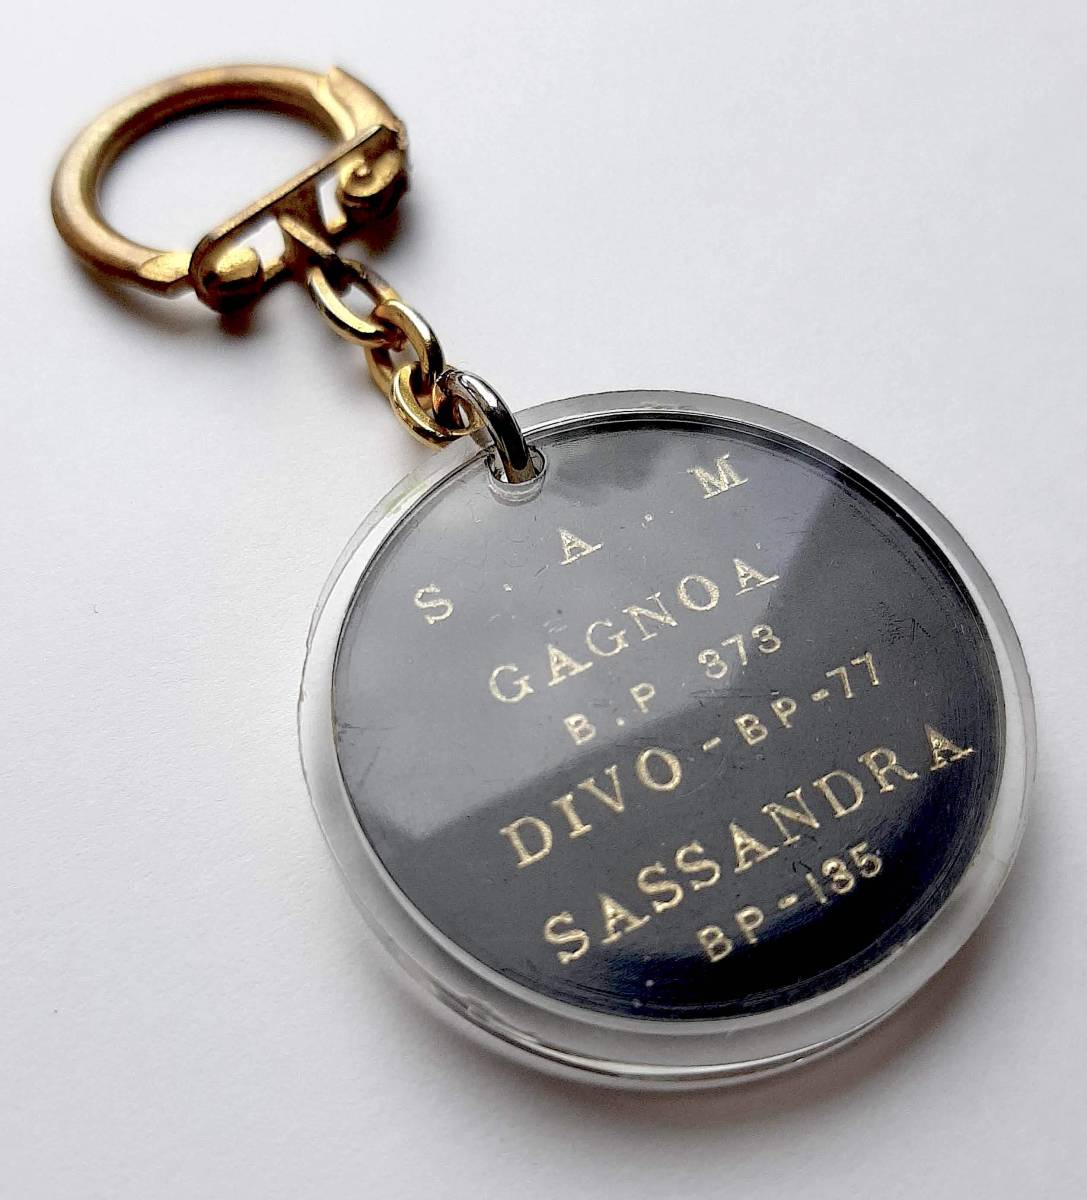 S . A . M
GAGNOA
B.P 373
DIVO - BP-77
SASSANDRA
BP-135